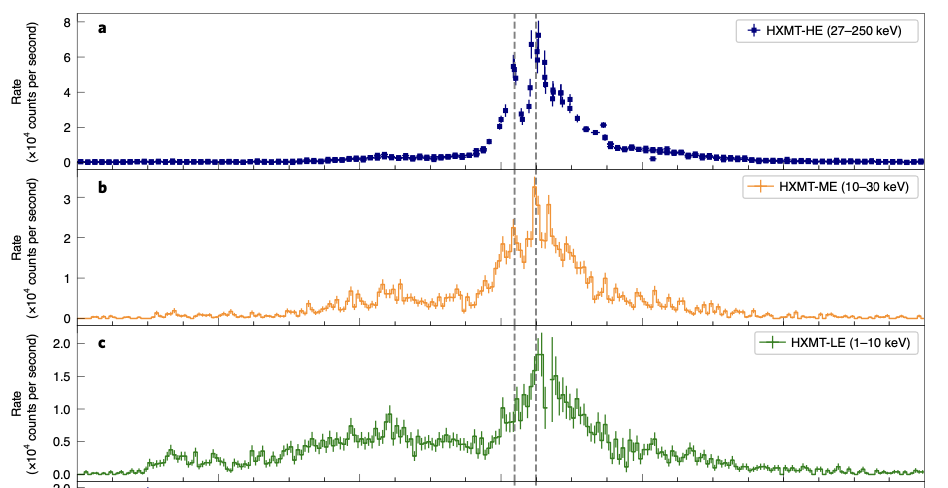 a
HXMT-HE (27–250 keV)
8
6
4
2
0
Rate
(×10⁴ counts per second)
b
HXMT-ME (10–30 keV)
3
2
1
0
Rate
(×10⁴ counts per second)
c
HXMT-LE (1–10 keV)
2.0
1.5
1.0
0.5
0.0
Rate
(×10⁴ counts per second)